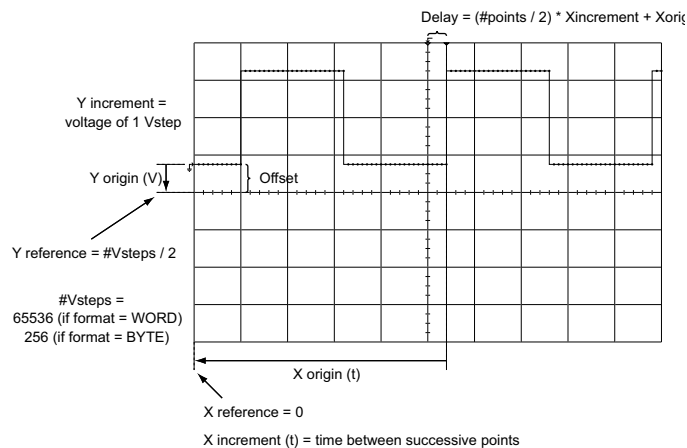 Delay = (#points / 2) * Xincrement + Xorig
Y increment =
voltage of 1 Vstep
Y origin (V)
Offset
Y reference = #Vsteps / 2
#Vsteps =
65536 (if format = WORD)
256 (if format = BYTE)
X origin (t)
X reference = 0
X increment (t) = time between successive points